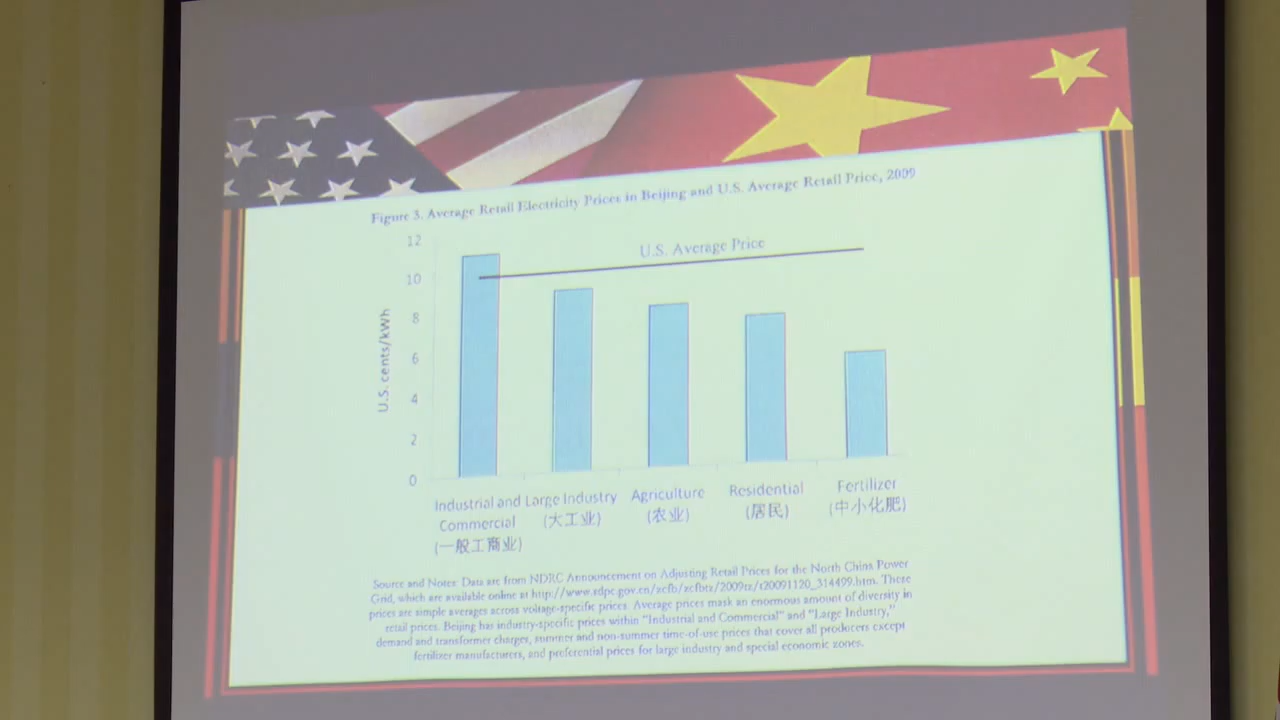 Figure 3. Average Retail Electricity Prices in Beijing and U.S. Average Retail Price, 2009
12
10
8
6
4
2
0
U.S. cents/kWh
U.S. Average Price
Industrial and Commercial
(一般工商业)
Large Industry
(大工业)
Agriculture
(农业)
Residential
(居民)
Fertilizer
(中小化肥)
Source and Notes: Data are from NDRC Announcement on Adjusting Retail Prices for the North China Power
Grid, which are available online at http://www.sdpc.gov.cn/zcfb/zcfbtz/2009tz/t20091120_314499.htm. These
prices are simple averages across voltage-specific prices. Average prices mask an enormous amount of diversity in
retail prices. Beijing has industry-specific prices within "Industrial and Commercial" and "Large Industry,"
demand and transformer charges, summer and non-summer time-of-use prices that cover all producers except
fertilizer manufacturers, and preferential prices for large industry and special economic zones.